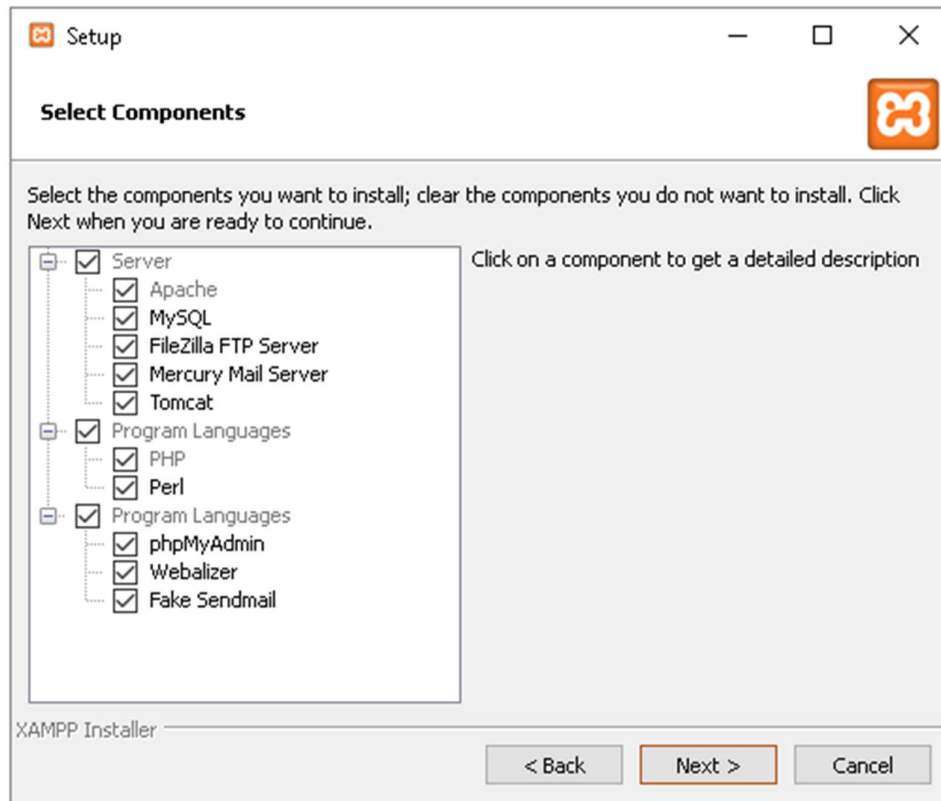 Setup
Select Components
Select the components you want to install; clear the components you do not want to install. Click
Next when you are ready to continue.
Server
Apache
MySQL
FileZilla FTP Server
Mercury Mail Server
Tomcat
Program Languages
PHP
Perl
Program Languages
phpMyAdmin
Webalizer
Fake Sendmail
Click on a component to get a detailed description
XAMPP Installer
< Back
Next >
Cancel